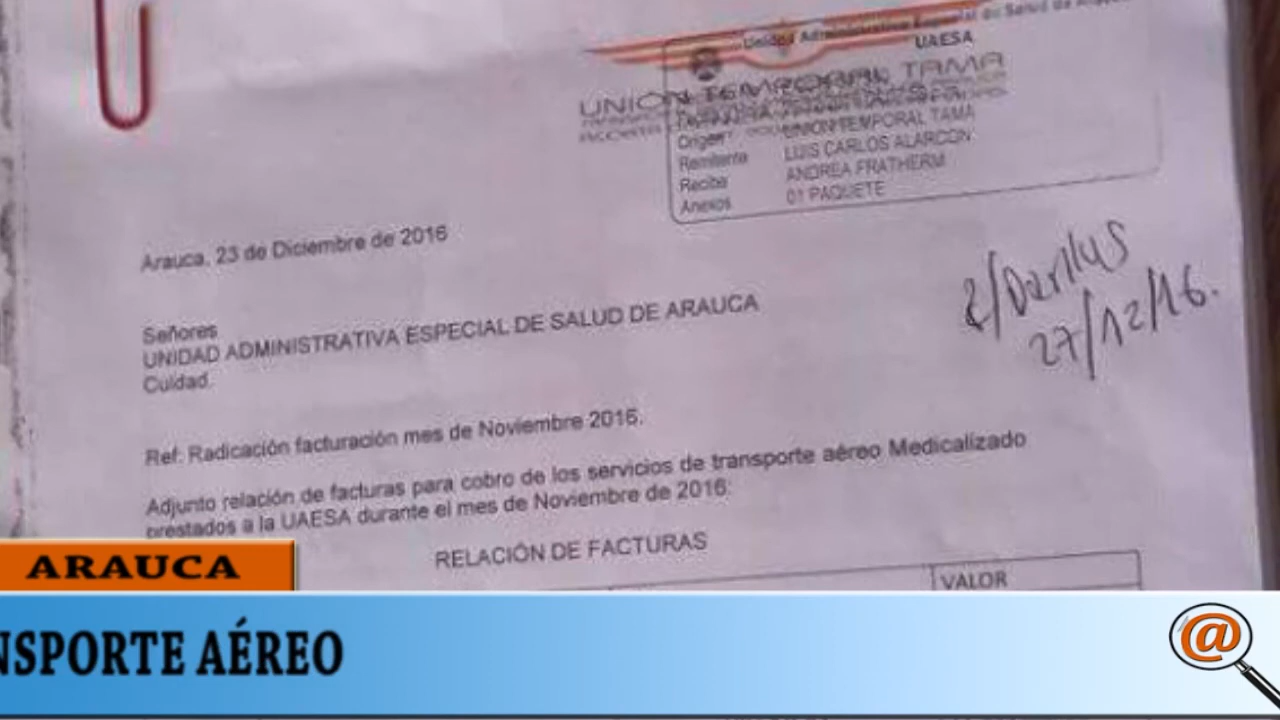 Unidad Administrativa Especial de Salud de
UAESA
UNION TEMPORAL TAMA
Origen UNION TEMPORAL TAMA
Remitente LUIS CARLOS ALARCON
Recibe ANDREA FRATHERM
Anexos 01 PAQUETE
Arauca, 23 de Diciembre de 2016
27/12/16.
Señores
UNIDAD ADMINISTRATIVA ESPECIAL DE SALUD DE ARAUCA
Cuidad.
Ref: Radicación facturación mes de Noviembre 2016.
Adjunto relación de facturas para cobro de los servicios de transporte aéreo Medicalizado
prestados a la UAESA durante el mes de Noviembre de 2016:
RELACIÓN DE FACTURAS
VALOR
ARAUCA
NSPORTE AÉREO
@